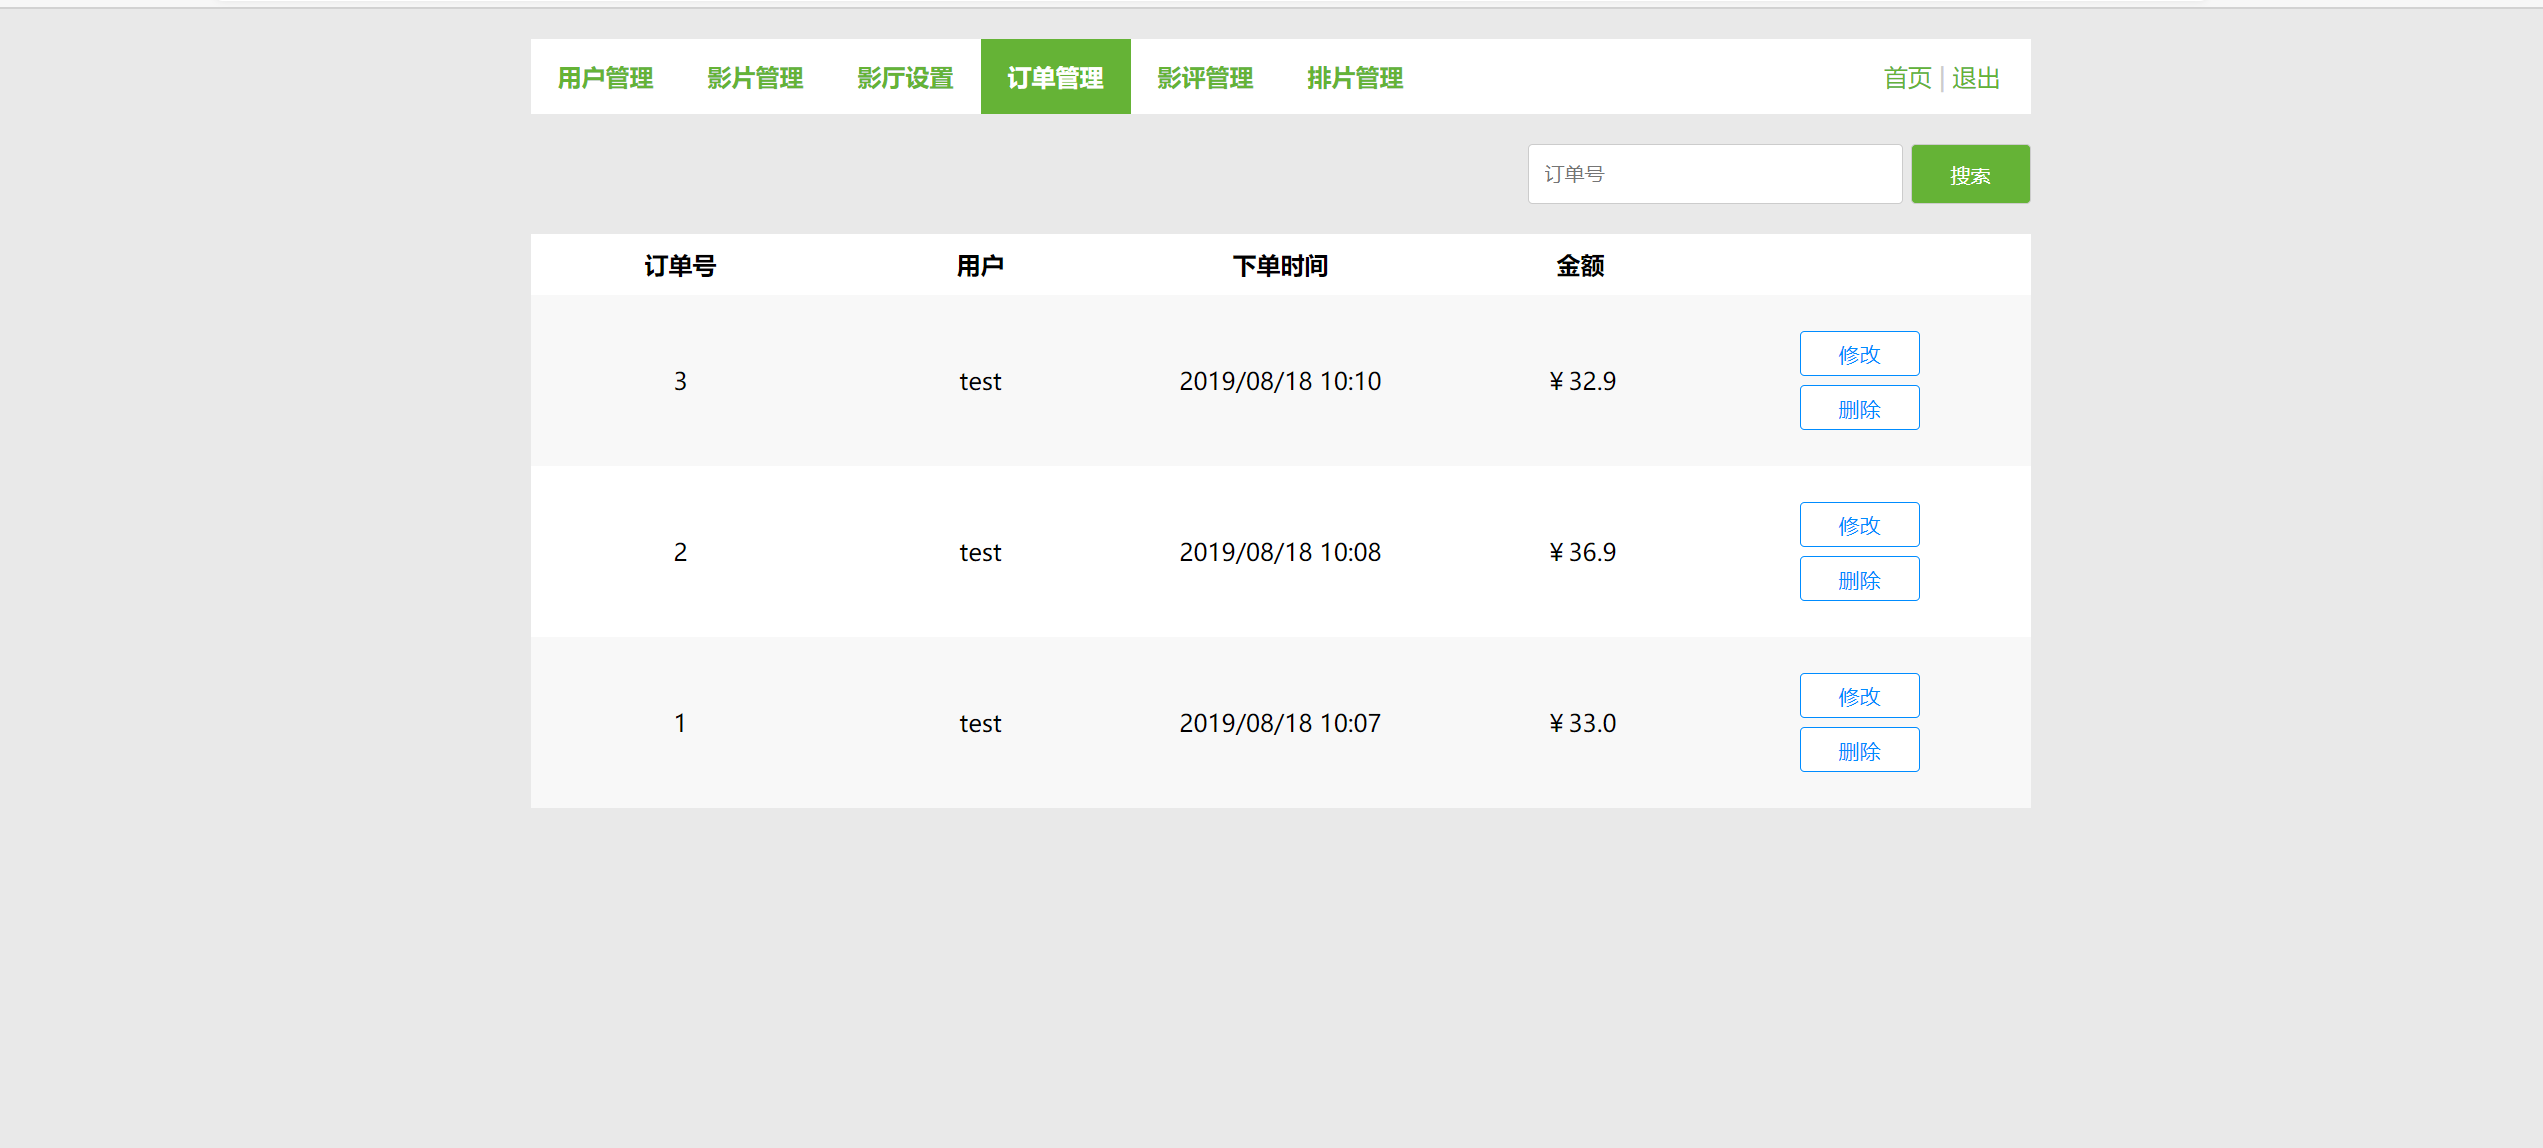 用户管理 影片管理 影厅设置 订单管理 影评管理 排片管理 首页 | 退出
订单号 搜索
订单号 用户 下单时间 金额
3 test 2019/08/18 10:10 ¥ 32.9 修改
删除
2 test 2019/08/18 10:08 ¥ 36.9 修改
删除
1 test 2019/08/18 10:07 ¥ 33.0 修改
删除